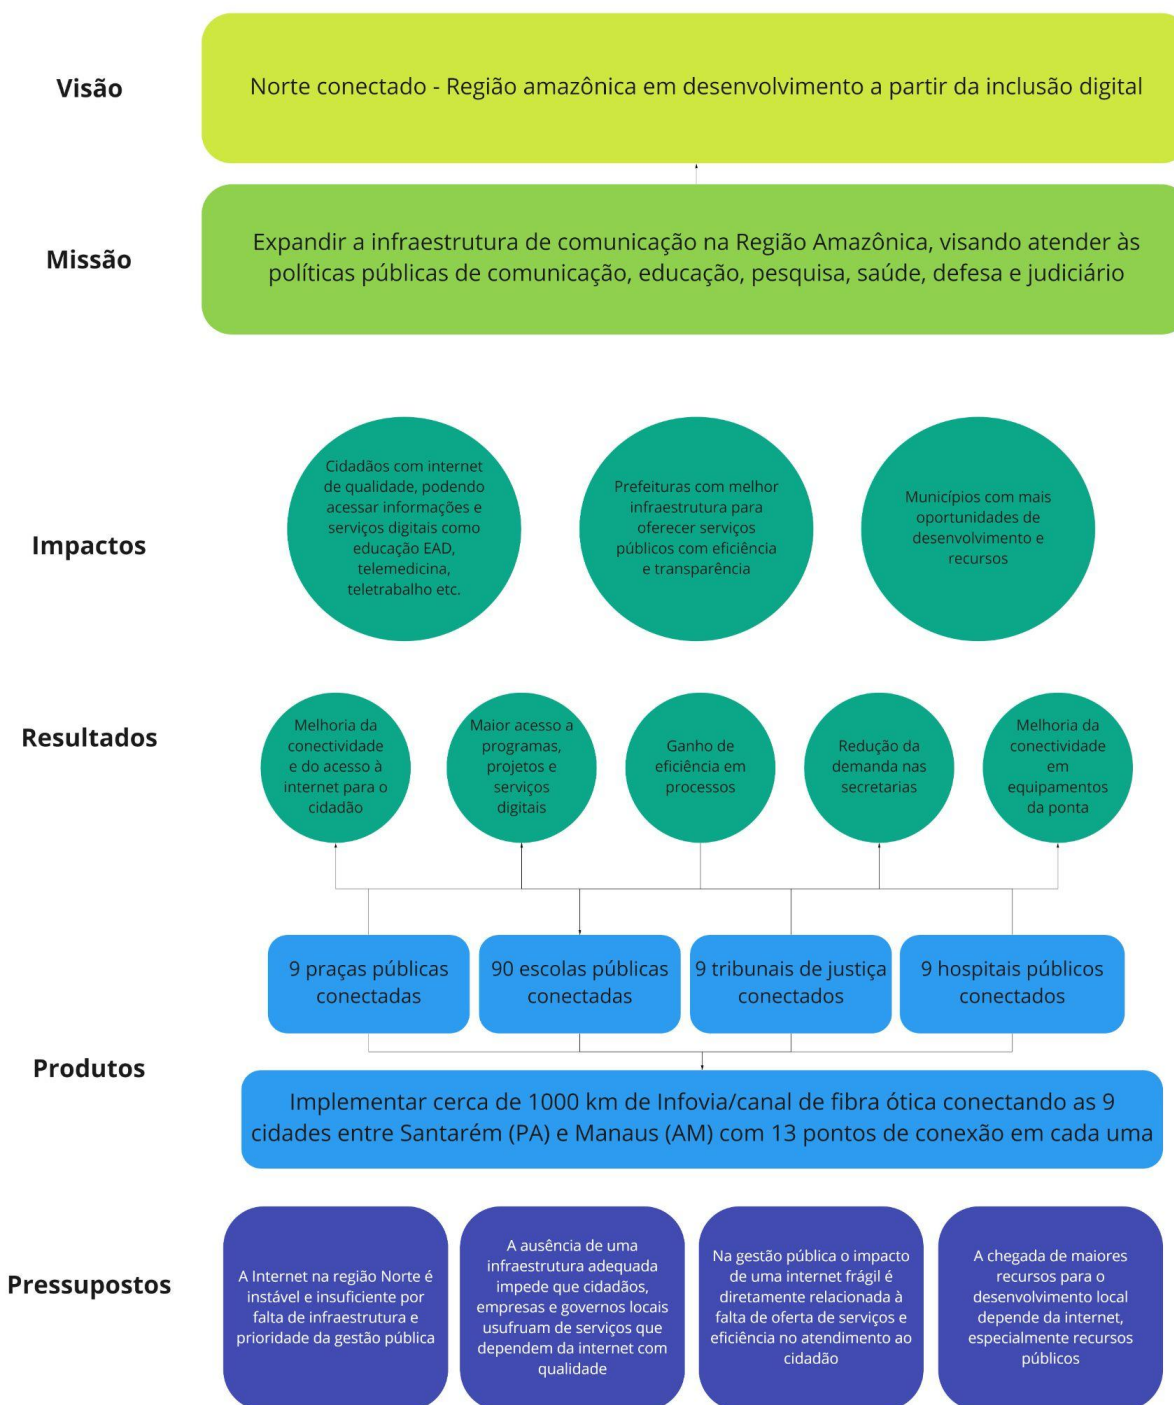 Visão
Norte conectado - Região amazônica em desenvolvimento a partir da inclusão digital
Missão
Expandir a infraestrutura de comunicação na Região Amazônica, visando atender às
políticas públicas de comunicação, educação, pesquisa, saúde, defesa e judiciário
Impactos
Cidadãos com internet
de qualidade, podendo
acessar informações e
serviços digitais como
educação EAD,
telemedicina,
teletrabalho etc.
Prefeituras com melhor
infraestrutura para
oferecer serviços
públicos com eficiência
e transparência
Municípios com mais
oportunidades de
desenvolvimento e
recursos
Resultados
Melhoria da
conectividade
e do acesso à
internet para o
cidadão
Maior acesso a
programas,
projetos e
serviços
digitais
Ganho de
eficiência em
processos
Redução da
demanda nas
secretarias
Melhoria da
conectividade
em
equipamentos
da ponta
9 praças públicas
conectadas
90 escolas públicas
conectadas
9 tribunais de justiça
conectados
9 hospitais públicos
conectados
Produtos
Implementar cerca de 1000 km de Infovia/canal de fibra ótica conectando as 9
cidades entre Santarém (PA) e Manaus (AM) com 13 pontos de conexão em cada uma
Pressupostos
A Internet na região Norte é
instável e insuficiente por
falta de infraestrutura e
prioridade da gestão pública
A ausência de uma
infraestrutura adequada
impede que cidadãos,
empresas e governos locais
usufruam de serviços que
dependem da internet com
qualidade
Na gestão pública o impacto
de uma internet frágil é
diretamente relacionada à
falta de oferta de serviços e
eficiência no atendimento ao
cidadão
A chegada de maiores
recursos para o
desenvolvimento local
depende da internet,
especialmente recursos
públicos